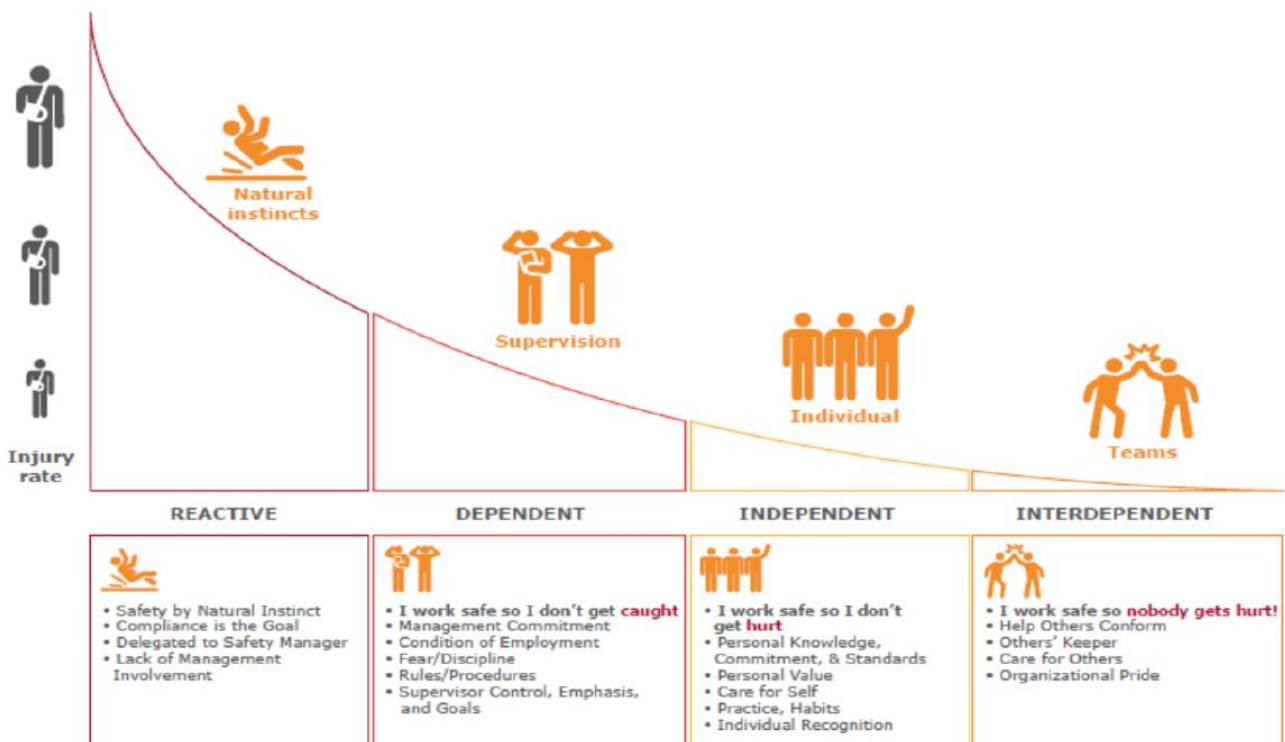 Natural
instincts
Supervision
Individual
Teams
Injury
rate
REACTIVE
DEPENDENT
INDEPENDENT
INTERDEPENDENT
• Safety by Natural Instinct
• Compliance is the Goal
• Delegated to Safety Manager
• Lack of Management
Involvement
• I work safe so I don't get caught
• Management Commitment
• Condition of Employment
• Fear/Discipline
• Rules/Procedures
• Supervisor Control, Emphasis,
and Goals
• I work safe so I don't
get hurt
• Personal Knowledge,
Commitment, & Standards
• Personal Value
• Care for Self
• Practice, Habits
• Individual Recognition
• I work safe so nobody gets hurt!
• Help Others Conform
• Others' Keeper
• Care for Others
• Organizational Pride